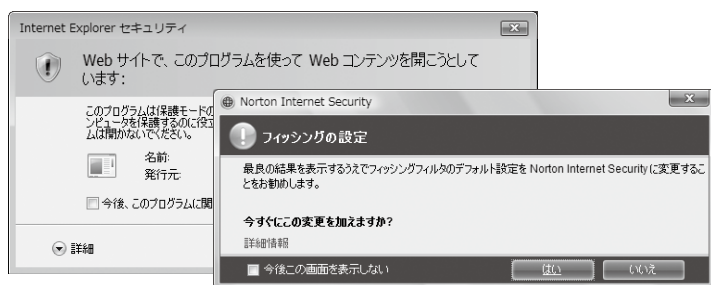 Internet Explorer セキュリティ
Web サイトで、このプログラムを使って Web コンテンツを開こうとして
います:
このプログラムは保護モードの
ンピュータを保護するのに役立
ムは開かないでください。
名前:
発行元:
今後、このプログラムに関
詳細
Norton Internet Security
フィッシングの設定
最良の結果を表示するうえでフィッシングフィルタのデフォルト設定を Norton Internet Security に変更するこ
とをお勧めします。
今すぐにこの変更を加えますか?
詳細情報
今後この画面を表示しない
はい
いいえ